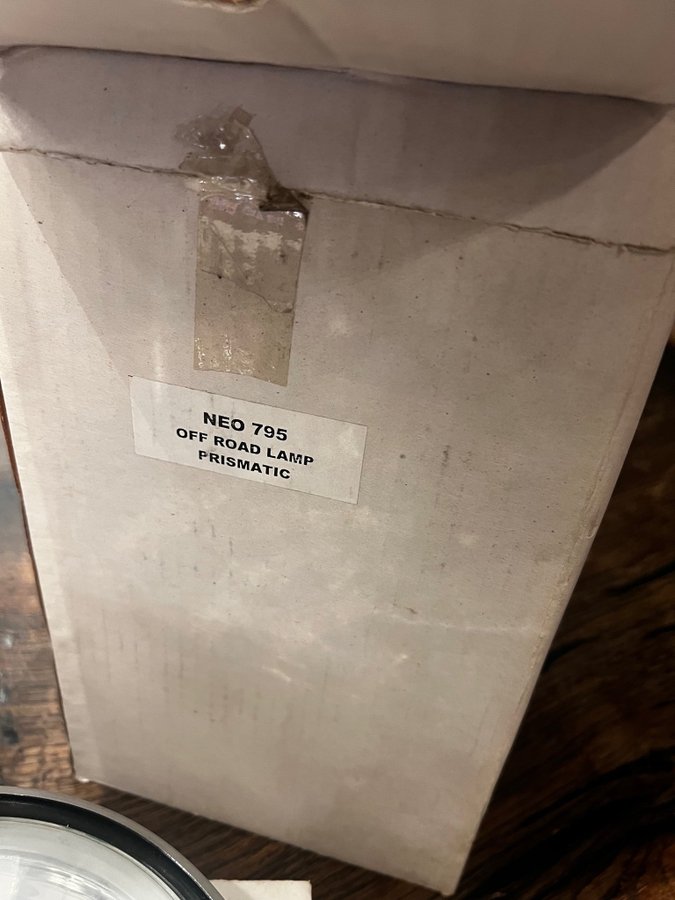 NEO 795
OFF ROAD LAMP
PRISMATIC